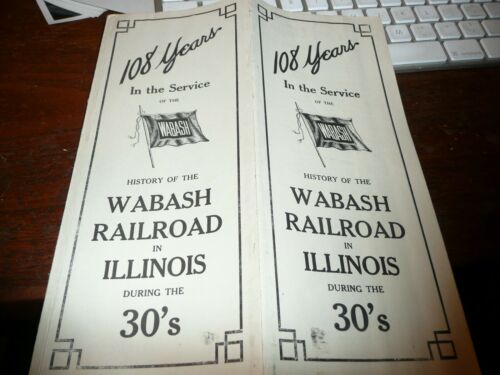 108 Years
In the Service
OF THE
WABASH
HISTORY OF THE
WABASH
RAILROAD
IN
ILLINOIS
DURING THE
30's
108 Years
In the Service
OF THE
WABASH
HISTORY OF THE
WABASH
RAILROAD
IN
ILLINOIS
DURING THE
30's